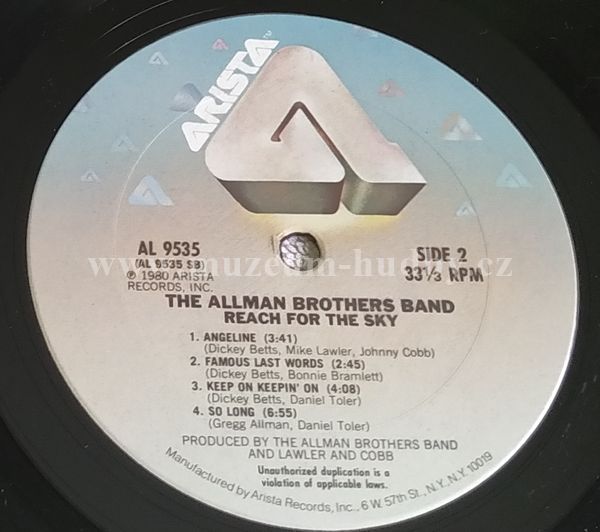 ARISTA
AL 9535
(AL 9535 SB)
℗ 1980 ARISTA
RECORDS, INC.
SIDE 2
33⅓ RPM
www.muzeum-hudby.cz
THE ALLMAN BROTHERS BAND
REACH FOR THE SKY
1. ANGELINE (3:41)
(Dickey Betts, Mike Lawler, Johnny Cobb)
2. FAMOUS LAST WORDS (2:45)
(Dickey Betts, Bonnie Bramlett)
3. KEEP ON KEEPIN' ON (4:08)
(Dickey Betts, Daniel Toler)
4. SO LONG (6:55)
(Gregg Allman, Daniel Toler)
PRODUCED BY THE ALLMAN BROTHERS BAND
AND LAWLER AND COBB
Unauthorized duplication is a
violation of applicable laws.
Manufactured by Arista Records, Inc., 6 W. 57th St., N.Y., N.Y. 10019